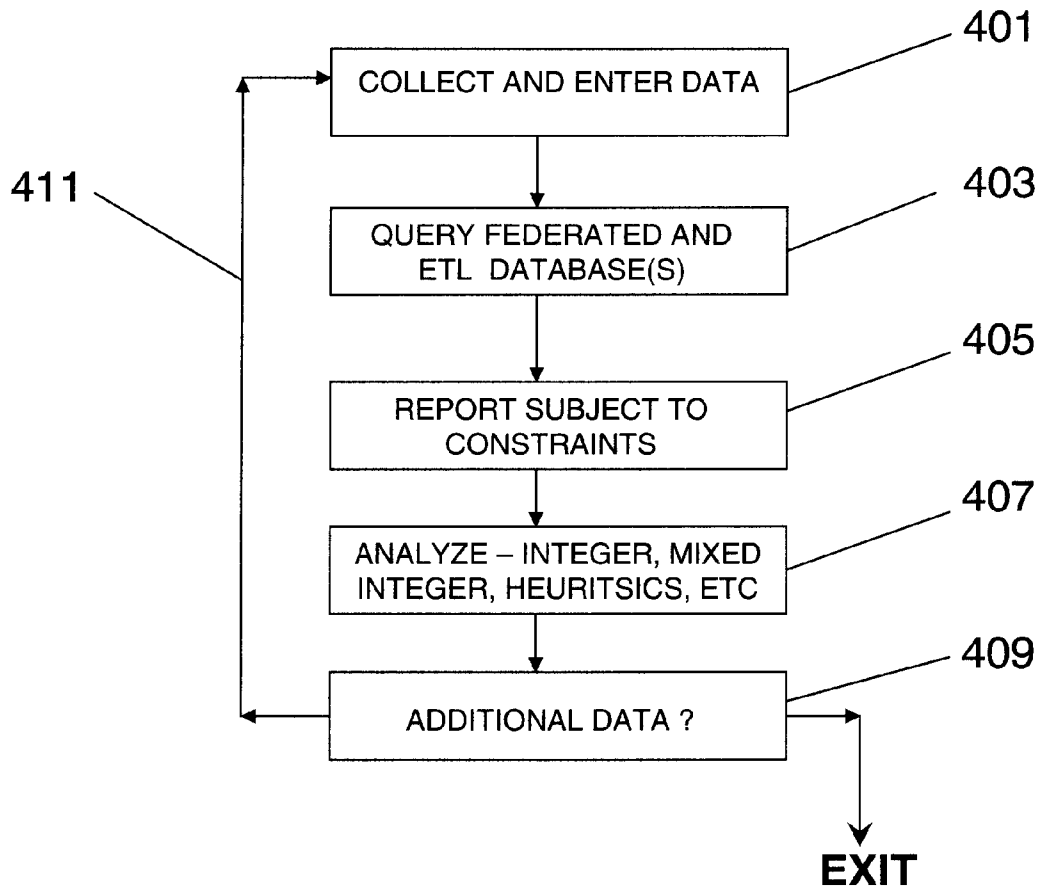 401
COLLECT AND ENTER DATA
411
403
QUERY FEDERATED AND
ETL DATABASE(S)
405
REPORT SUBJECT TO
CONSTRAINTS
407
ANALYZE – INTEGER, MIXED
INTEGER, HEURITSICS, ETC
409
ADDITIONAL DATA ?
EXIT